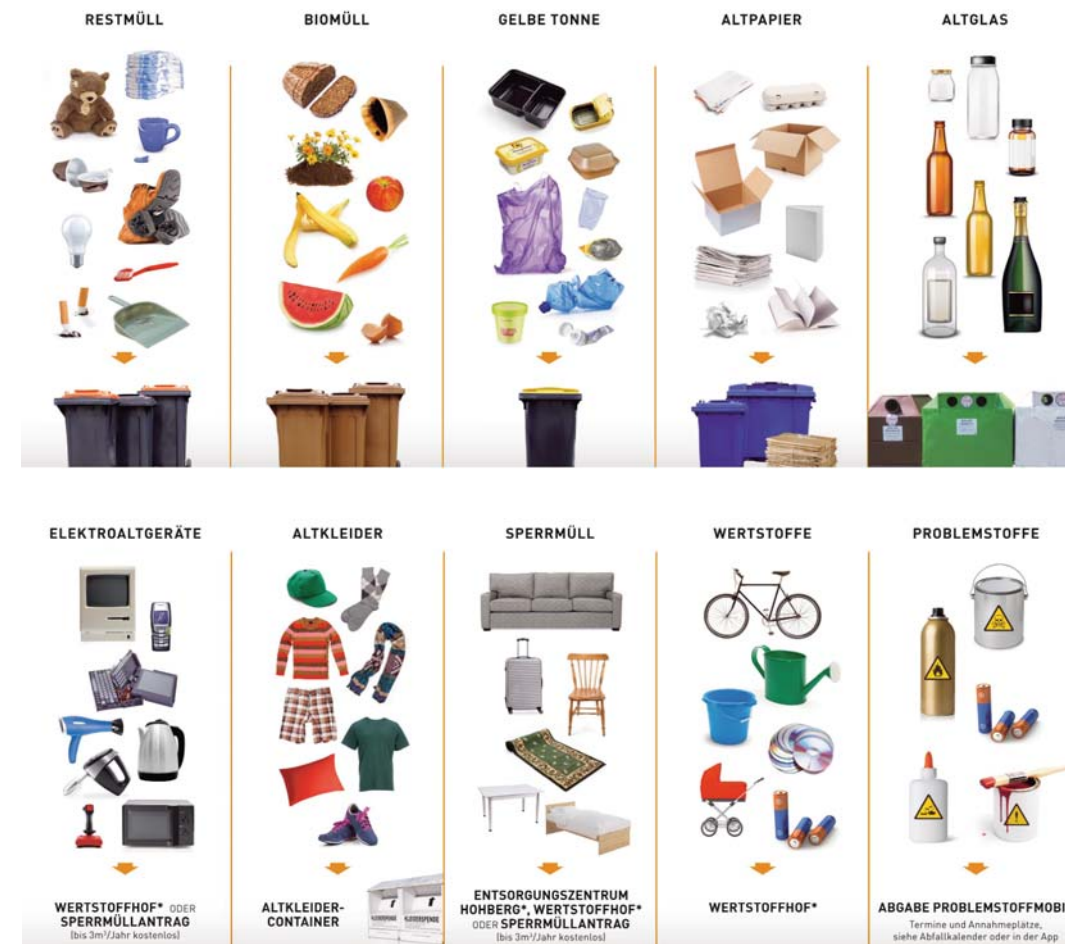 RESTMÜLL
BIOMÜLL
GELBE TONNE
ALTPAPIER
ALTGLAS
ELEKTROALTGERÄTE
ALTKLEIDER
SPERRMÜLL
WERTSTOFFE
PROBLEMSTOFFE
WERTSTOFFHOF* ODER
SPERRMÜLLANTRAG
(bis 3m³/Jahr kostenlos)
ALTKLEIDER-
CONTAINER
KLEIDERSPENDE
KLEIDERSPENDE
ENTSORGUNGSZENTRUM
HOHBERG*, WERTSTOFFHOF*
ODER SPERRMÜLLANTRAG
(bis 3m³/Jahr kostenlos)
WERTSTOFFHOF*
ABGABE PROBLEMSTOFFMOBI
Termine und Annahmeplätze,
siehe Abfallkalender oder in der App